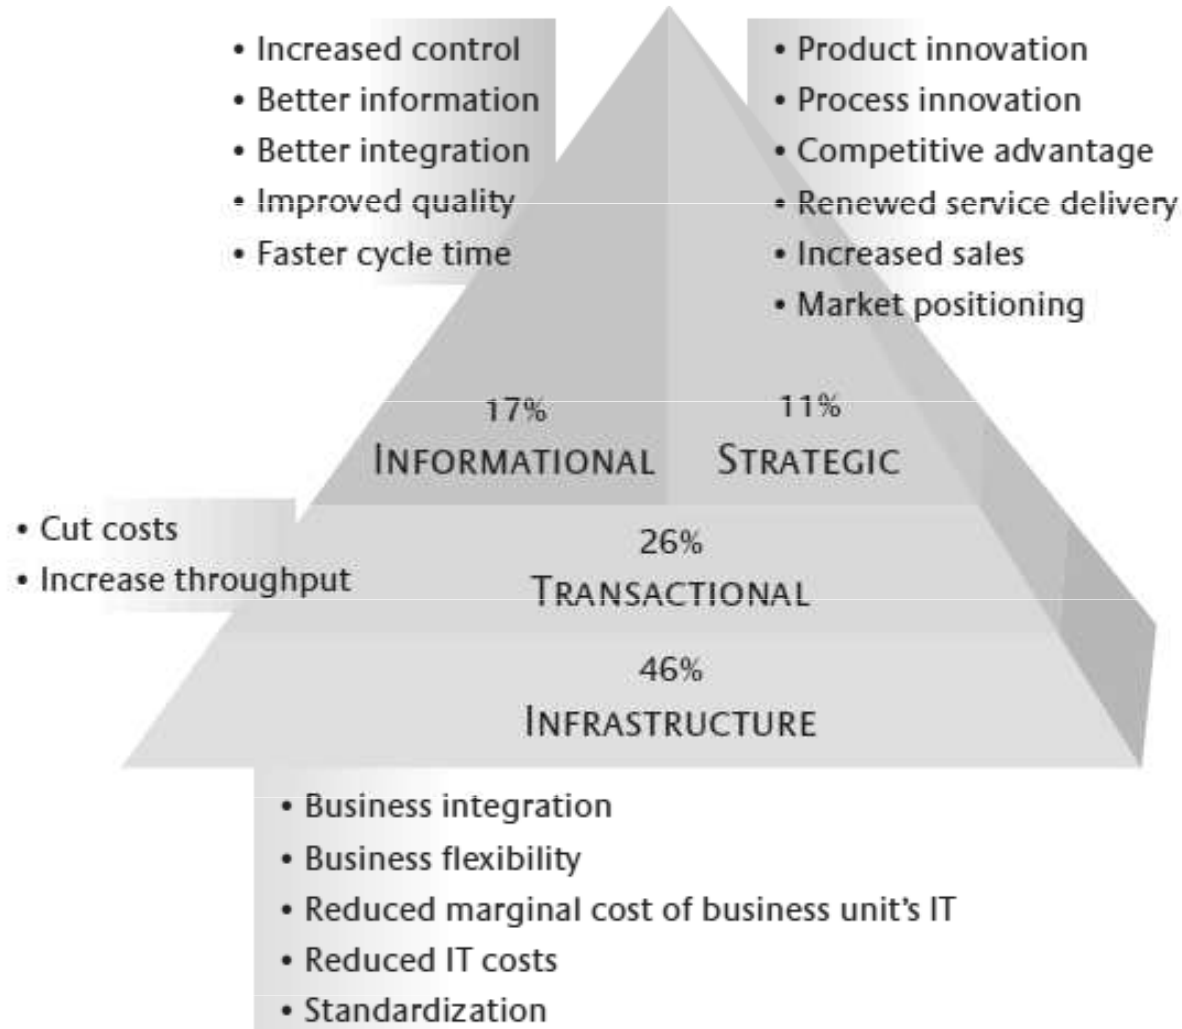 • Increased control
• Better information
• Better integration
• Improved quality
• Faster cycle time
• Product innovation
• Process innovation
• Competitive advantage
• Renewed service delivery
• Increased sales
• Market positioning
17%
INFORMATIONAL
11%
STRATEGIC
• Cut costs
• Increase throughput
26%
TRANSACTIONAL
46%
INFRASTRUCTURE
• Business integration
• Business flexibility
• Reduced marginal cost of business unit's IT
• Reduced IT costs
• Standardization